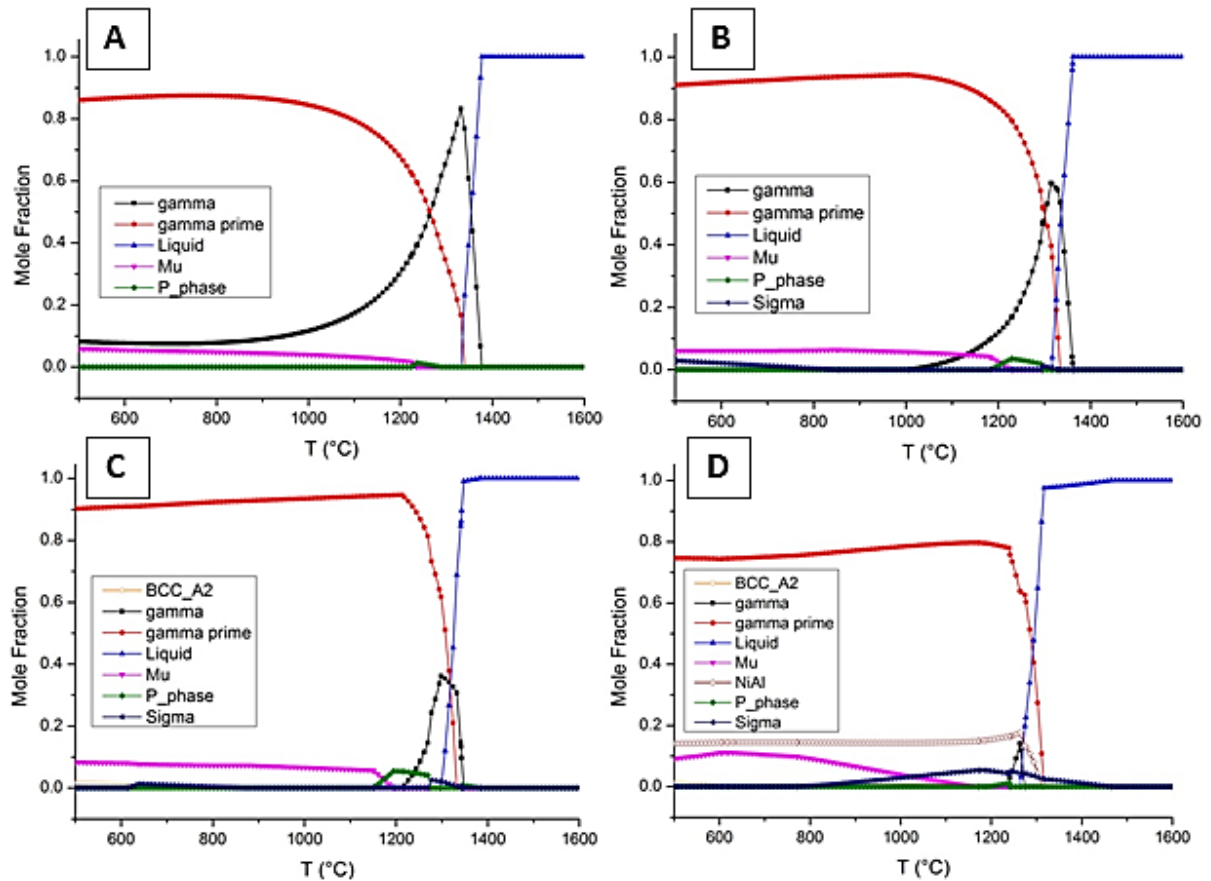 A
Mole Fraction
1.0
0.8
0.6
0.4
0.2
0.0
gamma
gamma prime
Liquid
Mu
P_phase
600 800 1000 1200 1400 1600
T (°C)
B
Mole Fraction
1.0
0.8
0.6
0.4
0.2
0.0
gamma
gamma prime
Liquid
Mu
P_phase
Sigma
600 800 1000 1200 1400 1600
T (°C)
C
Mole Fraction
1.0
0.8
0.6
0.4
0.2
0.0
BCC_A2
gamma
gamma prime
Liquid
Mu
P_phase
Sigma
600 800 1000 1200 1400 1600
T (°C)
D
Mole Fraction
1.0
0.8
0.6
0.4
0.2
0.0
BCC_A2
gamma
gamma prime
Liquid
Mu
NiAl
P_phase
Sigma
600 800 1000 1200 1400 1600
T (°C)